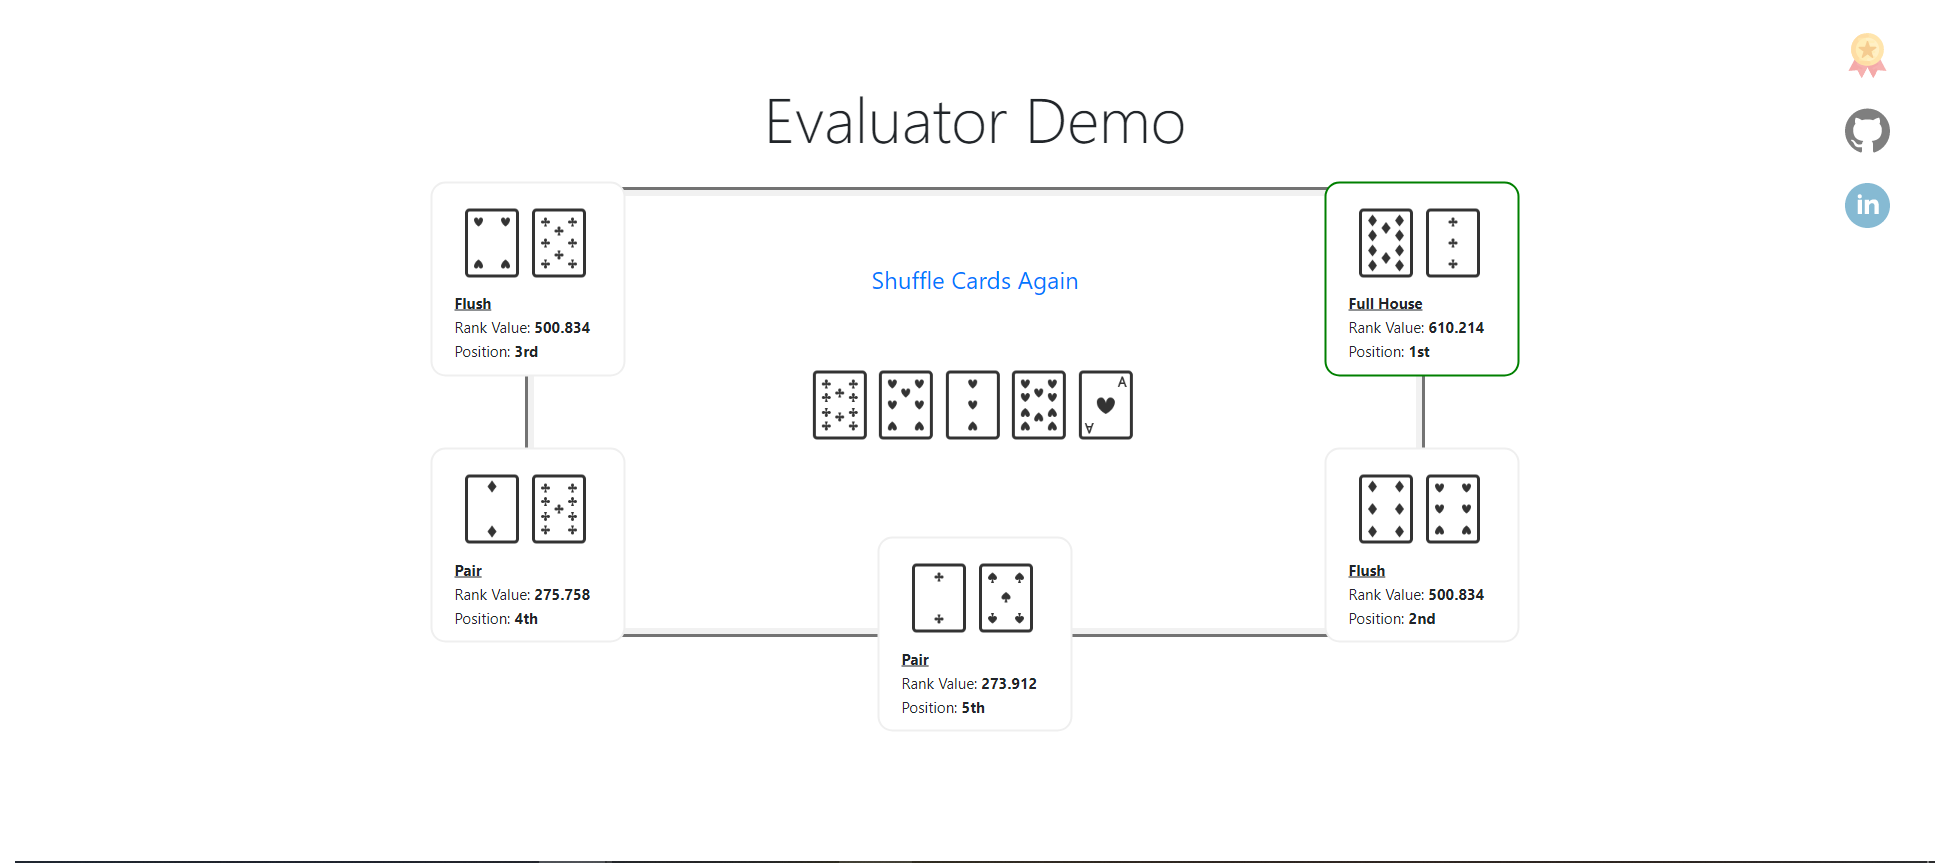 Evaluator Demo
Flush
Rank Value: 500.834
Position: 3rd
Shuffle Cards Again
Full House
Rank Value: 610.214
Position: 1st
A
A
Pair
Rank Value: 275.758
Position: 4th
Pair
Rank Value: 273.912
Position: 5th
Flush
Rank Value: 500.834
Position: 2nd
in